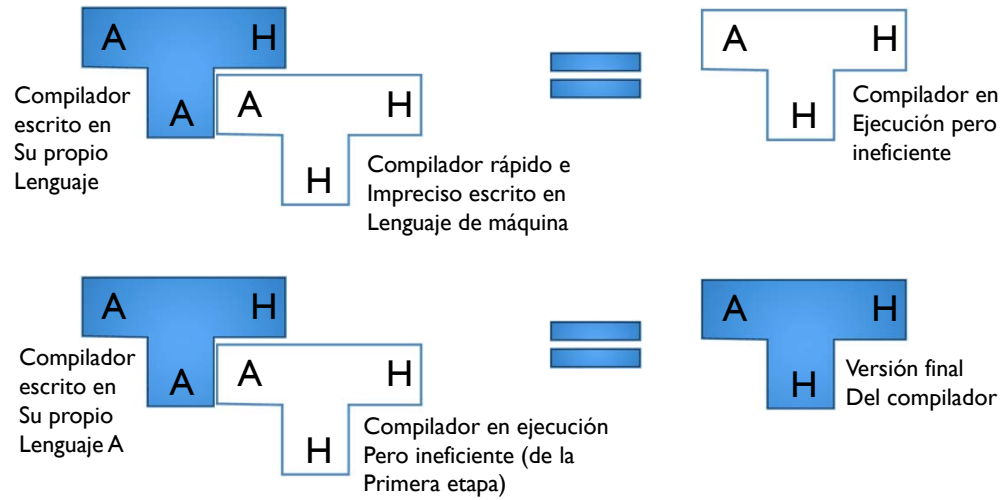 A H
A
Compilador
escrito en
Su propio
Lenguaje
A H
H
Compilador rápido e
Impreciso escrito en
Lenguaje de máquina
A H
H
Compilador en
Ejecución pero
ineficiente
A H
A
Compilador
escrito en
Su propio
Lenguaje A
A H
H
Compilador en ejecución
Pero ineficiente (de la
Primera etapa)
A H
H
Versión final
Del compilador